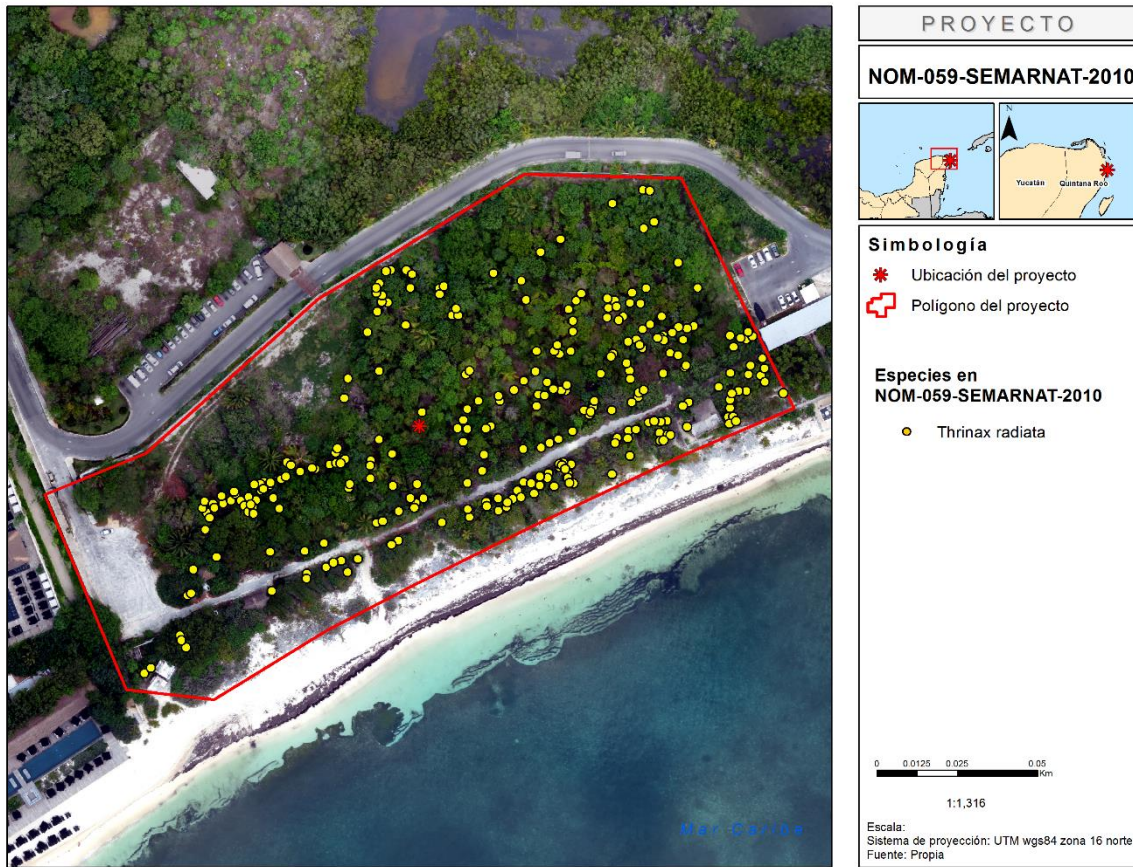 PROYECTO
NOM-059-SEMARNAT-2010
N
Yucatán
Quintana Roo
Simbología
Ubicación del proyecto
Polígono del proyecto
Especies en
NOM-059-SEMARNAT-2010
Thrinax radiata
0 0.0125 0.025 0.05
Km
1:1,316
Escala:
Sistema de proyección: UTM wgs84 zona 16 norte
Fuente: Propia
Mar Caribe